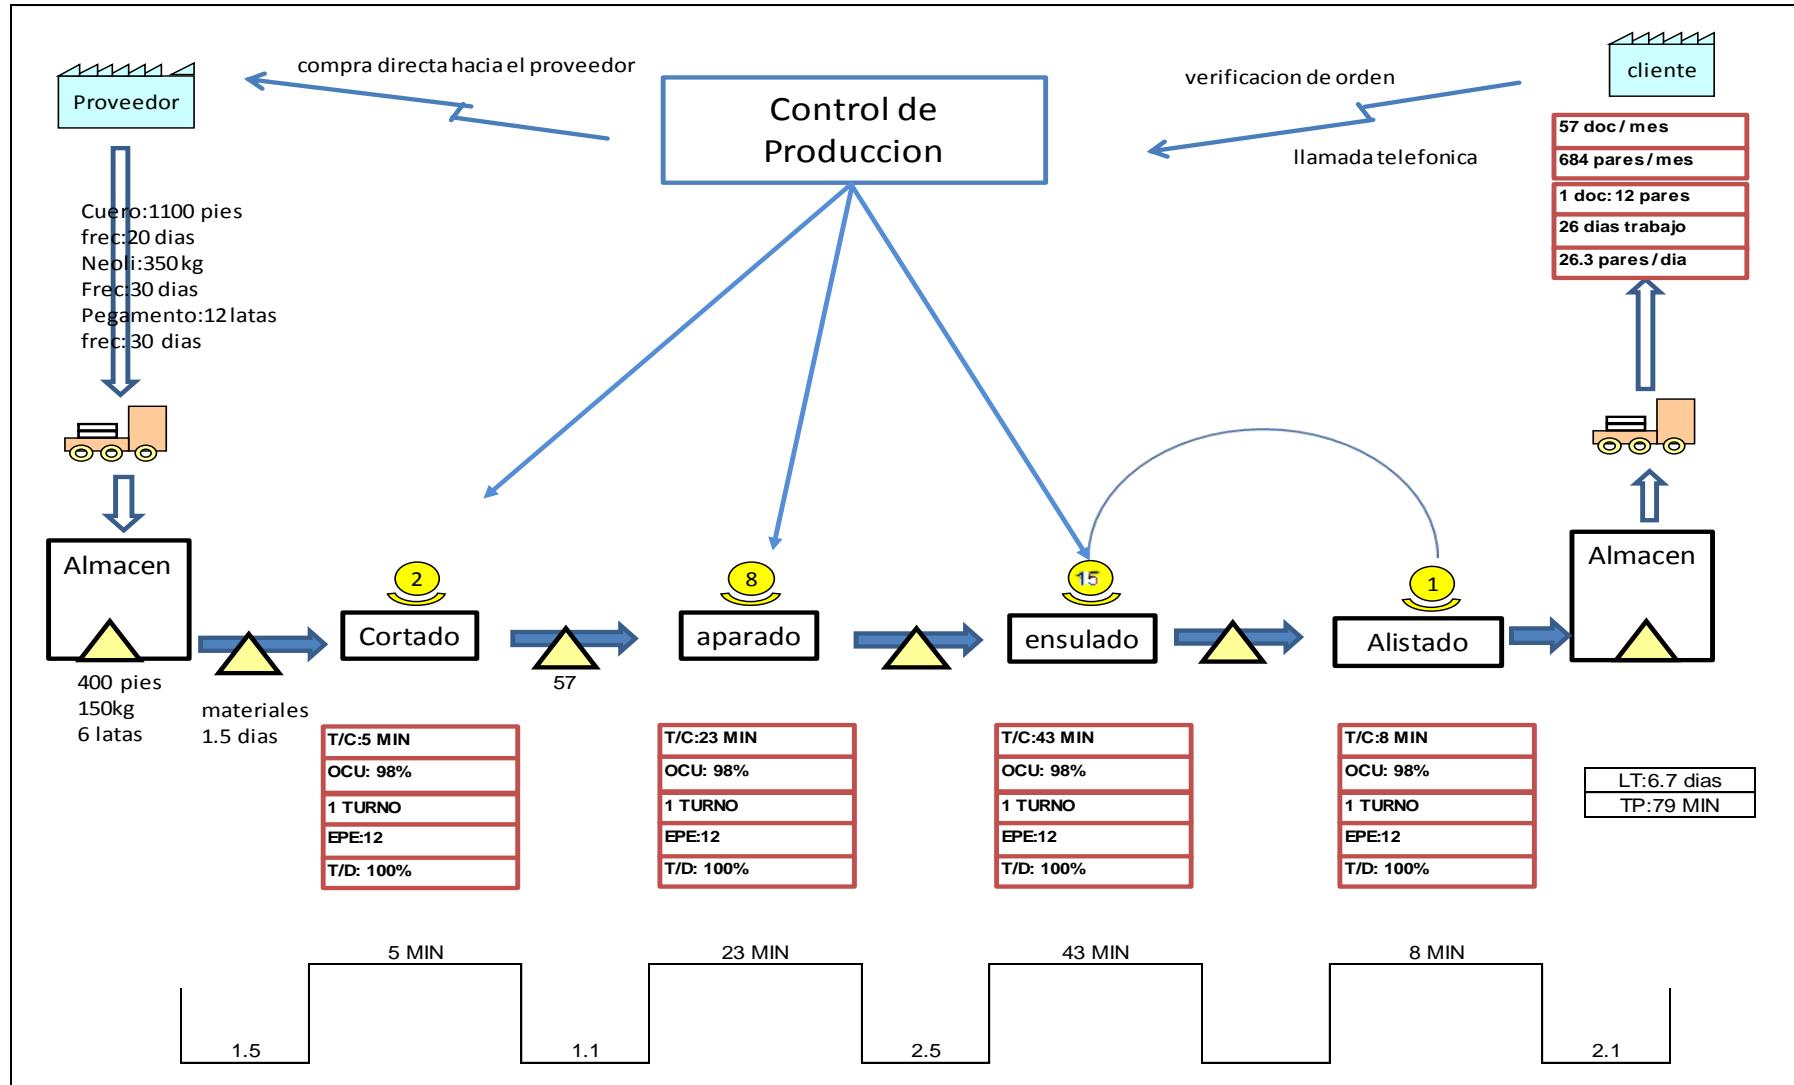 Proveedor
compra directa hacia el proveedor
Control de
Produccion
verificacion de orden
llamada telefonica
cliente
57 doc / mes
684 pares / mes
1 doc: 12 pares
26 dias trabajo
26.3 pares / dia
Cuero:1100 pies
frec:20 dias
Neoli:350 kg
Frec:30 dias
Pegamento:12 latas
frec:30 dias
Almacen
400 pies
150kg
6 latas
materiales
1.5 dias
2
Cortado
57
8
aparado
15
ensulado
1
Alistado
Almacen
T/C:5 MIN
OCU: 98%
1 TURNO
EPE:12
T/D: 100%
T/C:23 MIN
OCU: 98%
1 TURNO
EPE:12
T/D: 100%
T/C:43 MIN
OCU: 98%
1 TURNO
EPE:12
T/D: 100%
T/C:8 MIN
OCU: 98%
1 TURNO
EPE:12
T/D: 100%
LT:6.7 dias
TP:79 MIN
5 MIN
23 MIN
43 MIN
8 MIN
1.5
1.1
2.5
2.1